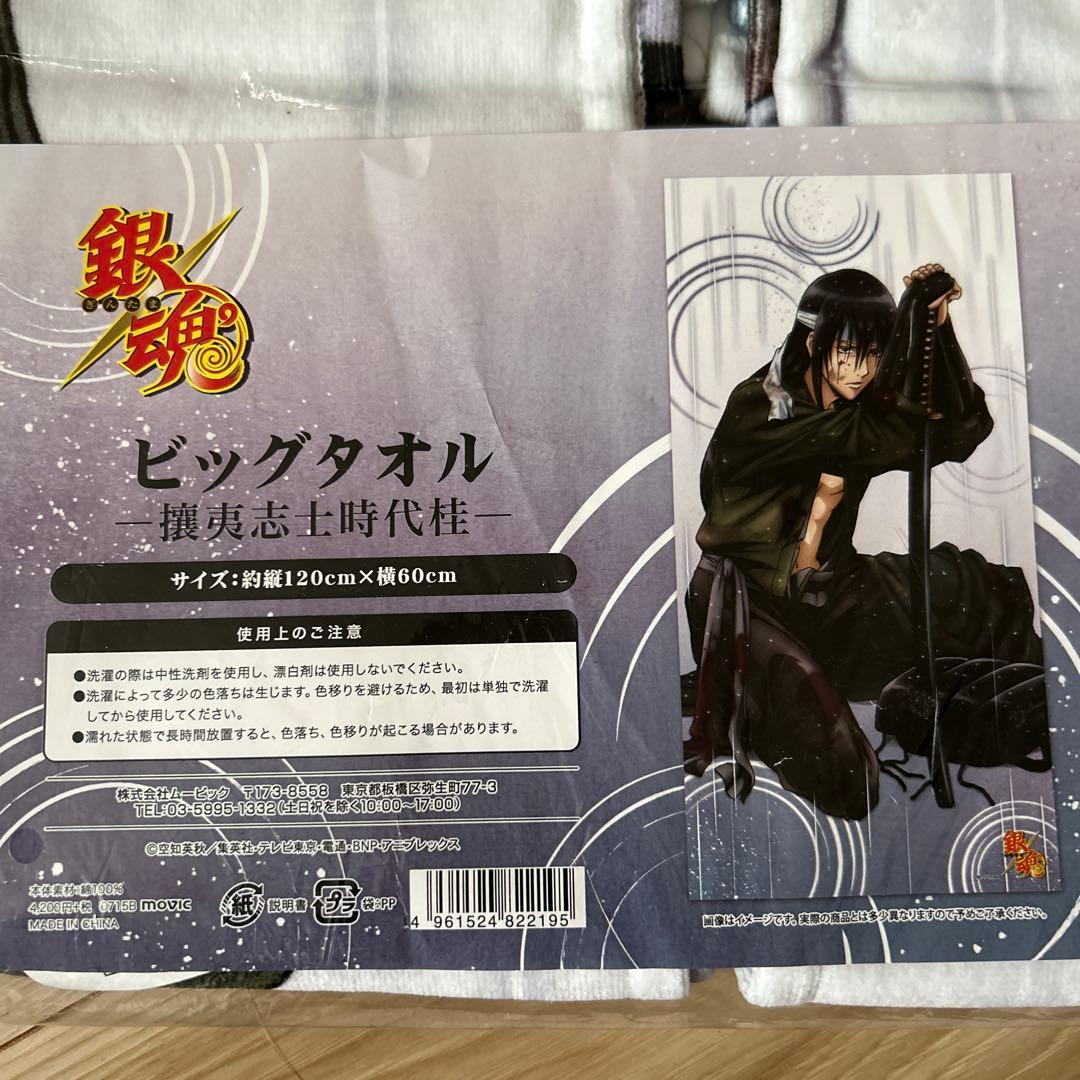 銀魂
ぎんたま
ビッグタオル
—攘夷志士時代桂—
サイズ：約縦120cm×横60cm
使用上のご注意
●洗濯の際は中性洗剤を使用し、漂白剤は使用しないでください。
●洗濯によって多少の色落ちは生じます。色移りを避けるため、最初は単独で洗濯
してから使用してください。
●濡れた状態で長時間放置すると、色落ち、色移りが起こる場合があります。
株式会社ムービック 〒173-8558 東京都板橋区弥生町77-3
TEL:03-5995-1332(土日祝を除く10:00〜17:00)
©空知英秋／集英社・テレビ東京・電通・BNP・アニプレックス
本体素材:綿100%
4,200円+税 0715B movic
MADE IN CHINA
紙 説明書 プラ 袋:PP
4 961524 822195
銀魂
画像はイメージです。実際の商品とは多少異なりますので予めご了承ください。